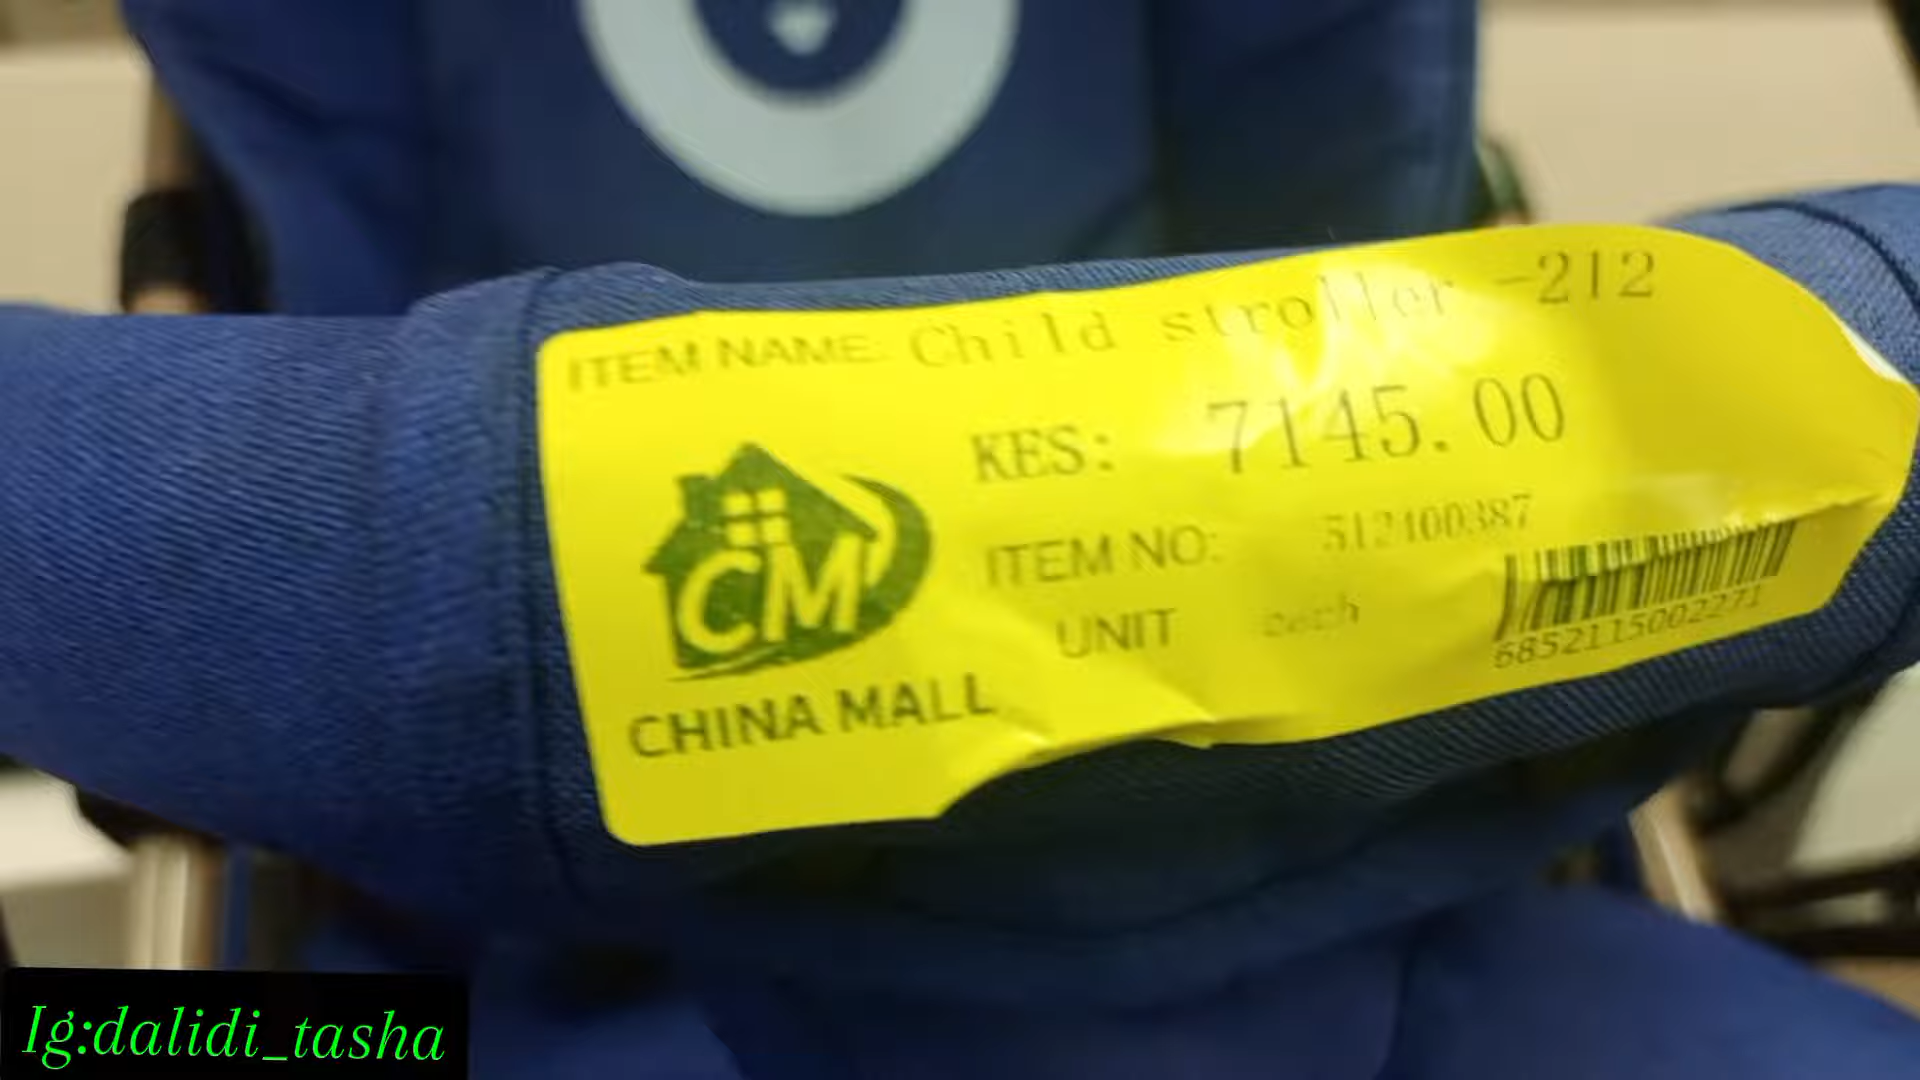 ITEM NAME: Child stroller -212
KES: 7145.00
ITEM NO: 512100387
UNIT each
6852115002271
CM
CHINA MALL
Ig:dalidi_tasha